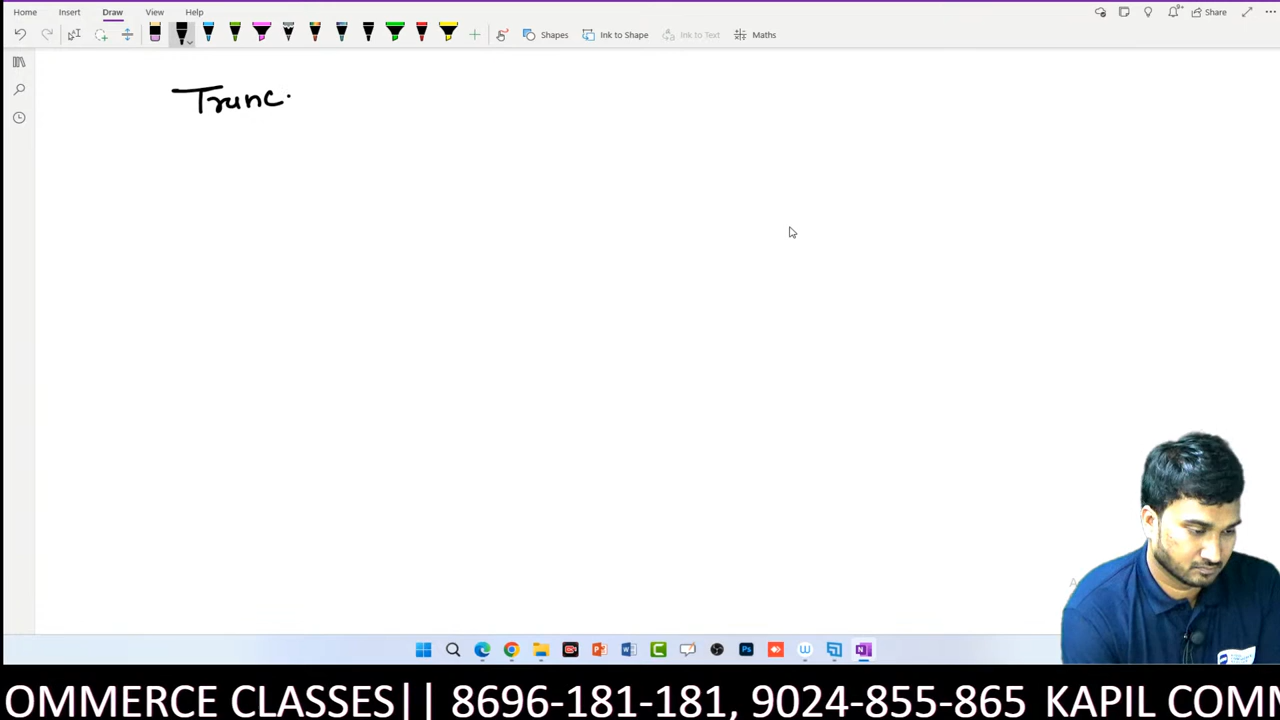 Home Insert Draw View Help Share
Shapes Ink to Shape Ink to Text Maths
Trunc.
OMMERCE CLASSES|| 8696-181-181, 9024-855-865 KAPIL COMM